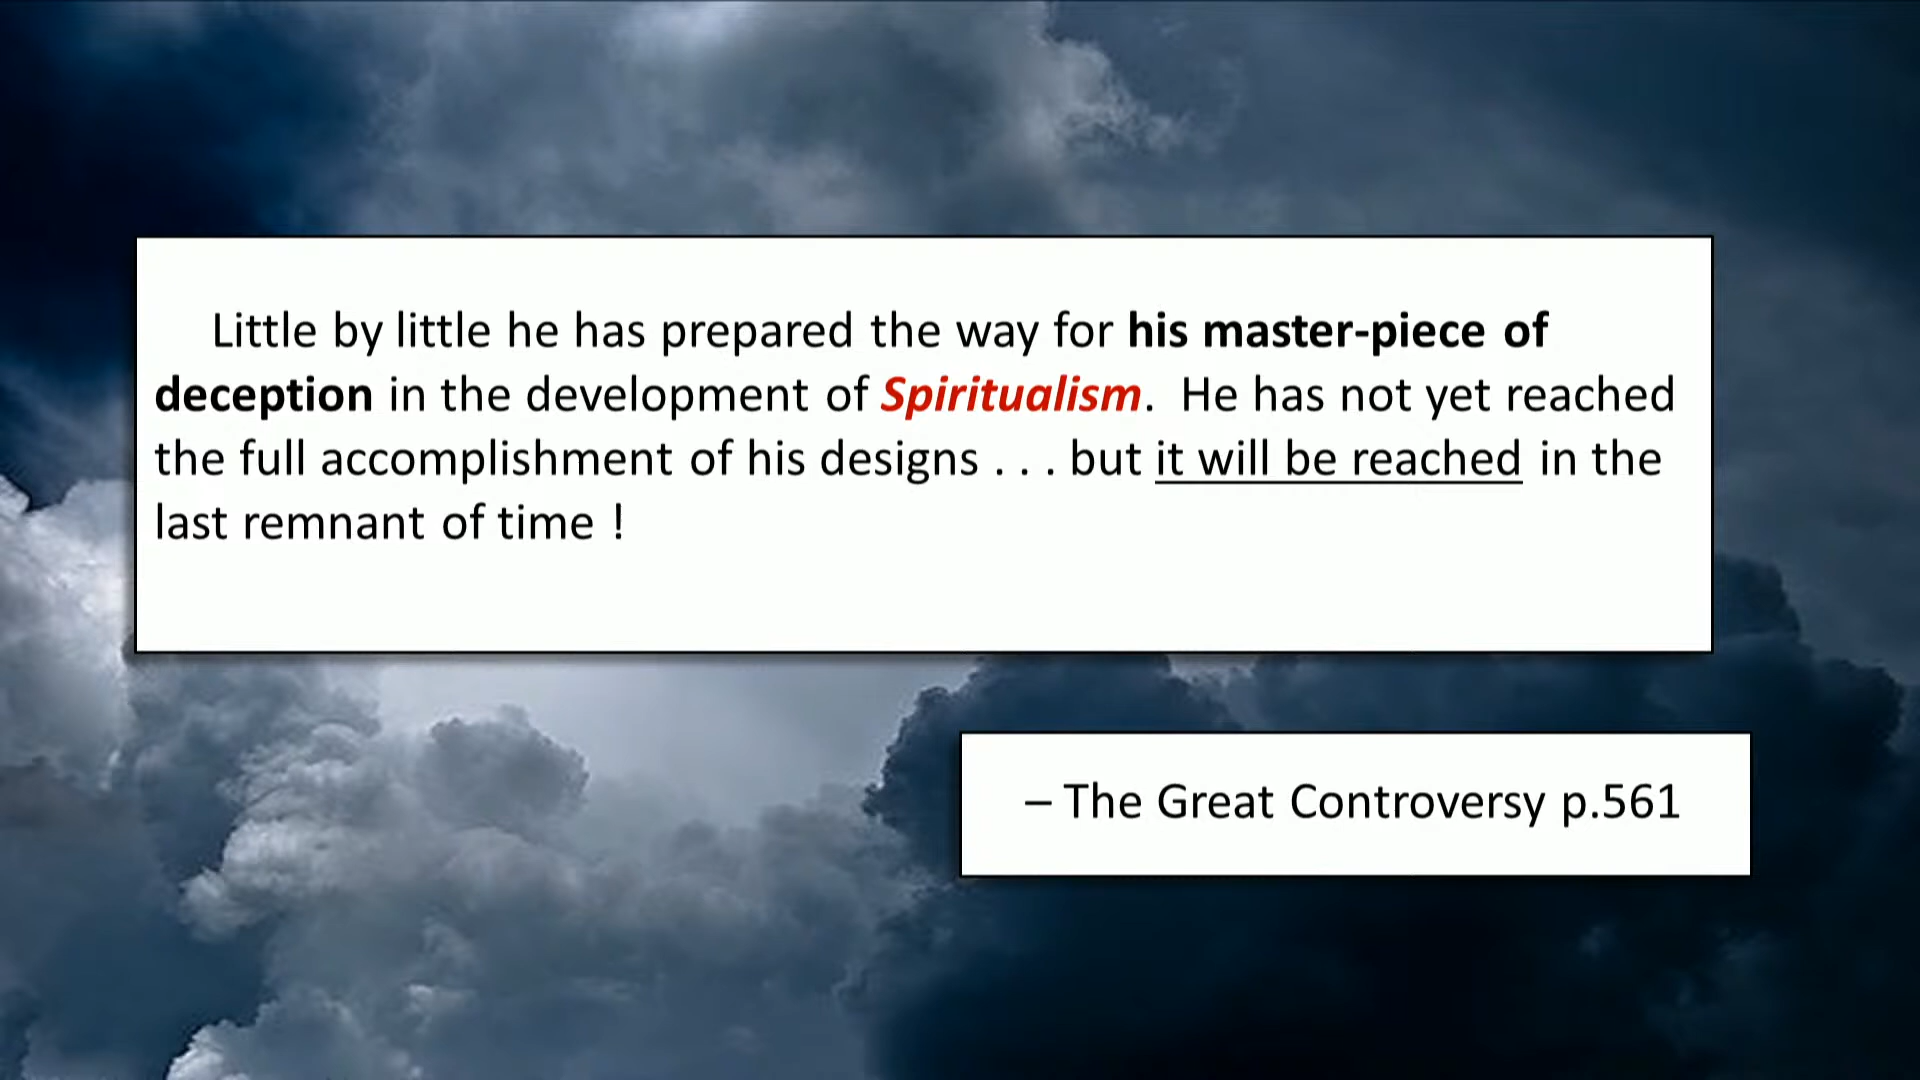 Little by little he has prepared the way for his master-piece of
deception in the development of Spiritualism. He has not yet reached
the full accomplishment of his designs . . . but it will be reached in the
last remnant of time !
– The Great Controversy p.561